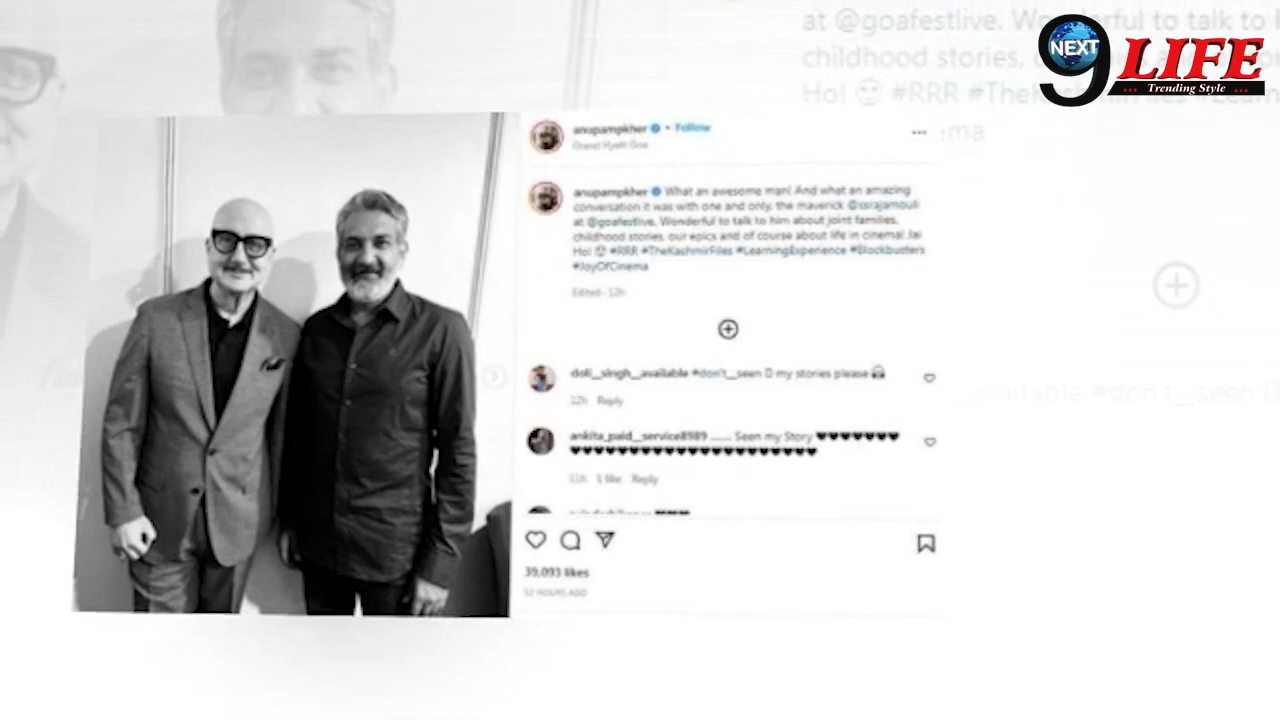 at @goafestlive. Wonderful to talk to
childhood stories,
Ho! #RRR
NEXT 9 LIFE
Trending Style
anupampkher • Follow
Grand Hyatt Goa
anupampkher What an awesome man! And what an amazing
conversation it was with one and only, the maverick @ssrajamouli
at @goafestlive. Wonderful to talk to him about joint families,
childhood stories, our epics and of course about life in cinema! Jai
Ho! 😍 #RRR #TheKashmirFiles #LearningExperience #Blockbusters
#JoyOfCinema
Edited · 12h
doli__singh__available #don't__seen my stories please
12h Reply
ankita_paid__service8989 ....... Seen my Story ♥♥♥♥♥♥♥
♥♥♥♥♥♥♥♥♥♥♥♥♥♥♥♥♥♥♥♥♥
11h 1 like Reply
39,093 likes
12 HOURS AGO